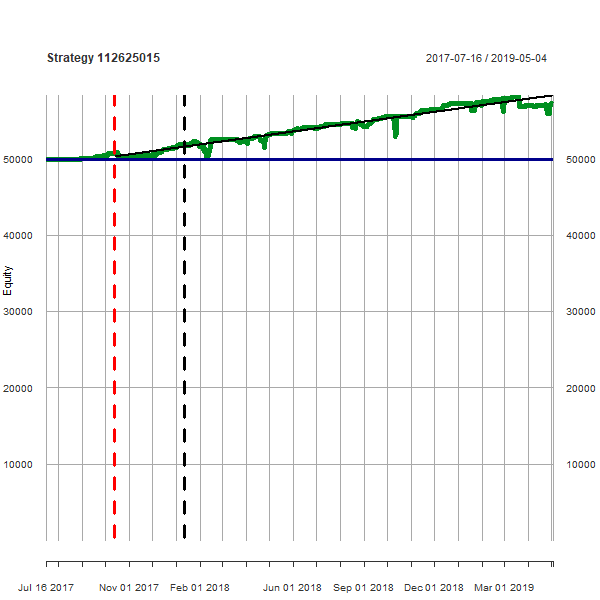 Strategy 112625015
2017-07-16 / 2019-05-04
50000 50000
40000 40000
Equity
30000 30000
20000 20000
10000 10000
Jul 16 2017 Nov 01 2017 Feb 01 2018 Jun 01 2018 Sep 01 2018 Dec 01 2018 Mar 01 2019